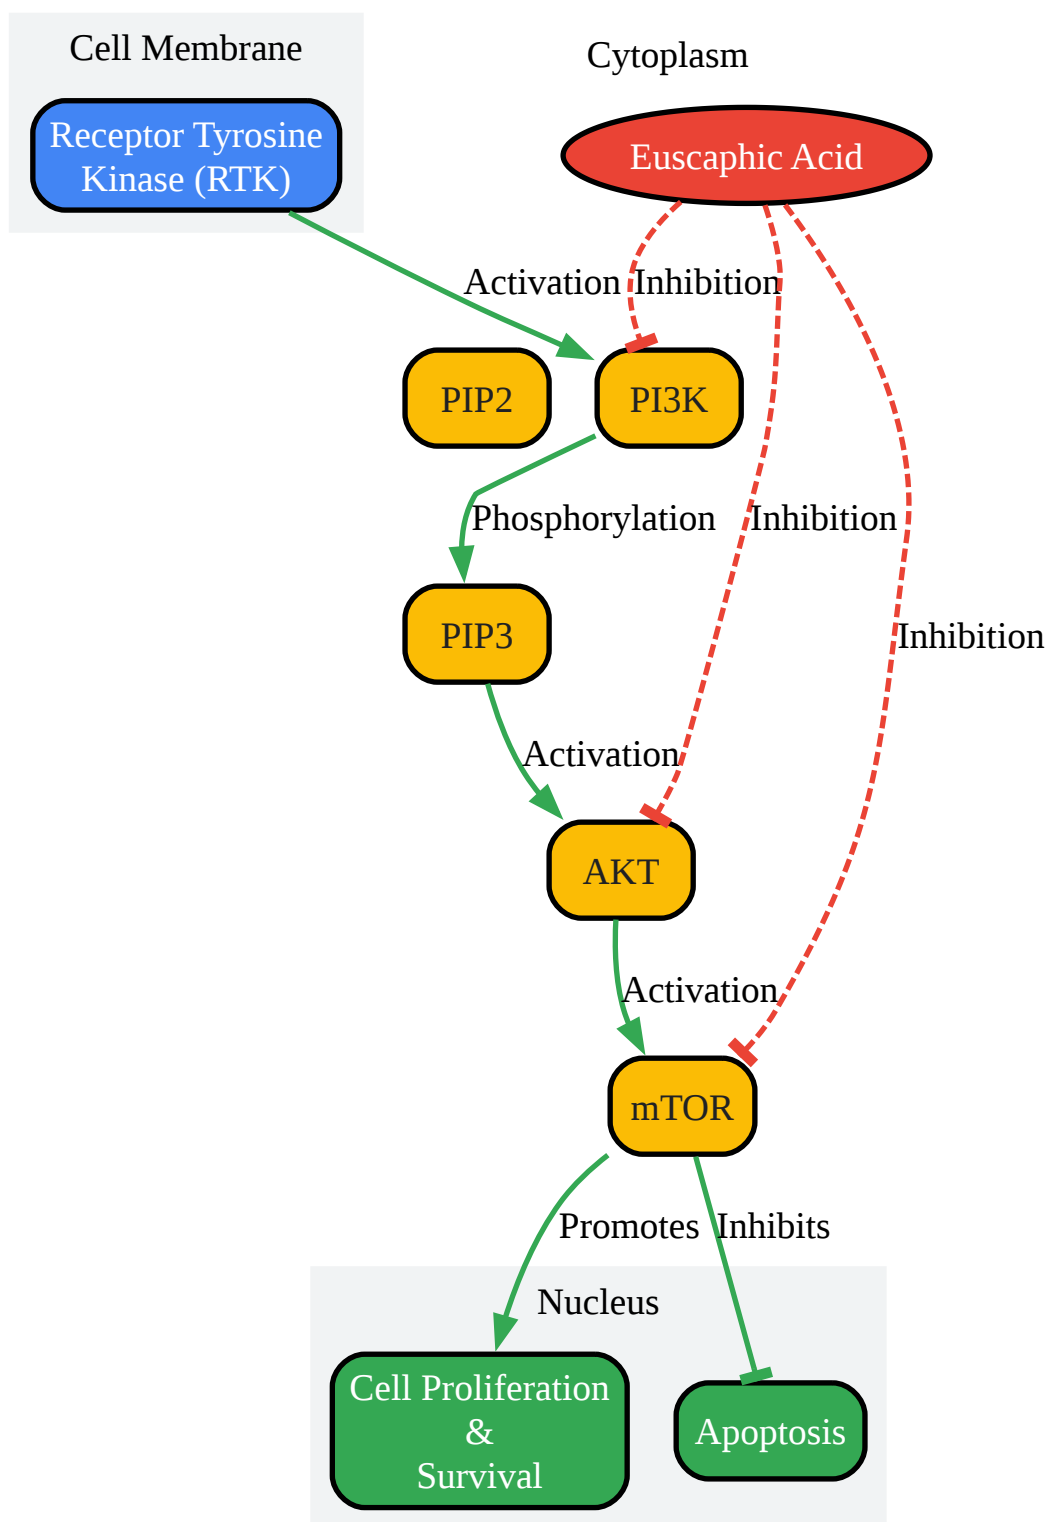 Cell Membrane
Cytoplasm
Receptor Tyrosine
Kinase (RTK)
Euscaphic Acid
Activation
Inhibition
PIP2
PI3K
Phosphorylation
Inhibition
PIP3
Inhibition
Activation
AKT
Activation
mTOR
Promotes
Inhibits
Nucleus
Cell Proliferation
&
Survival
Apoptosis